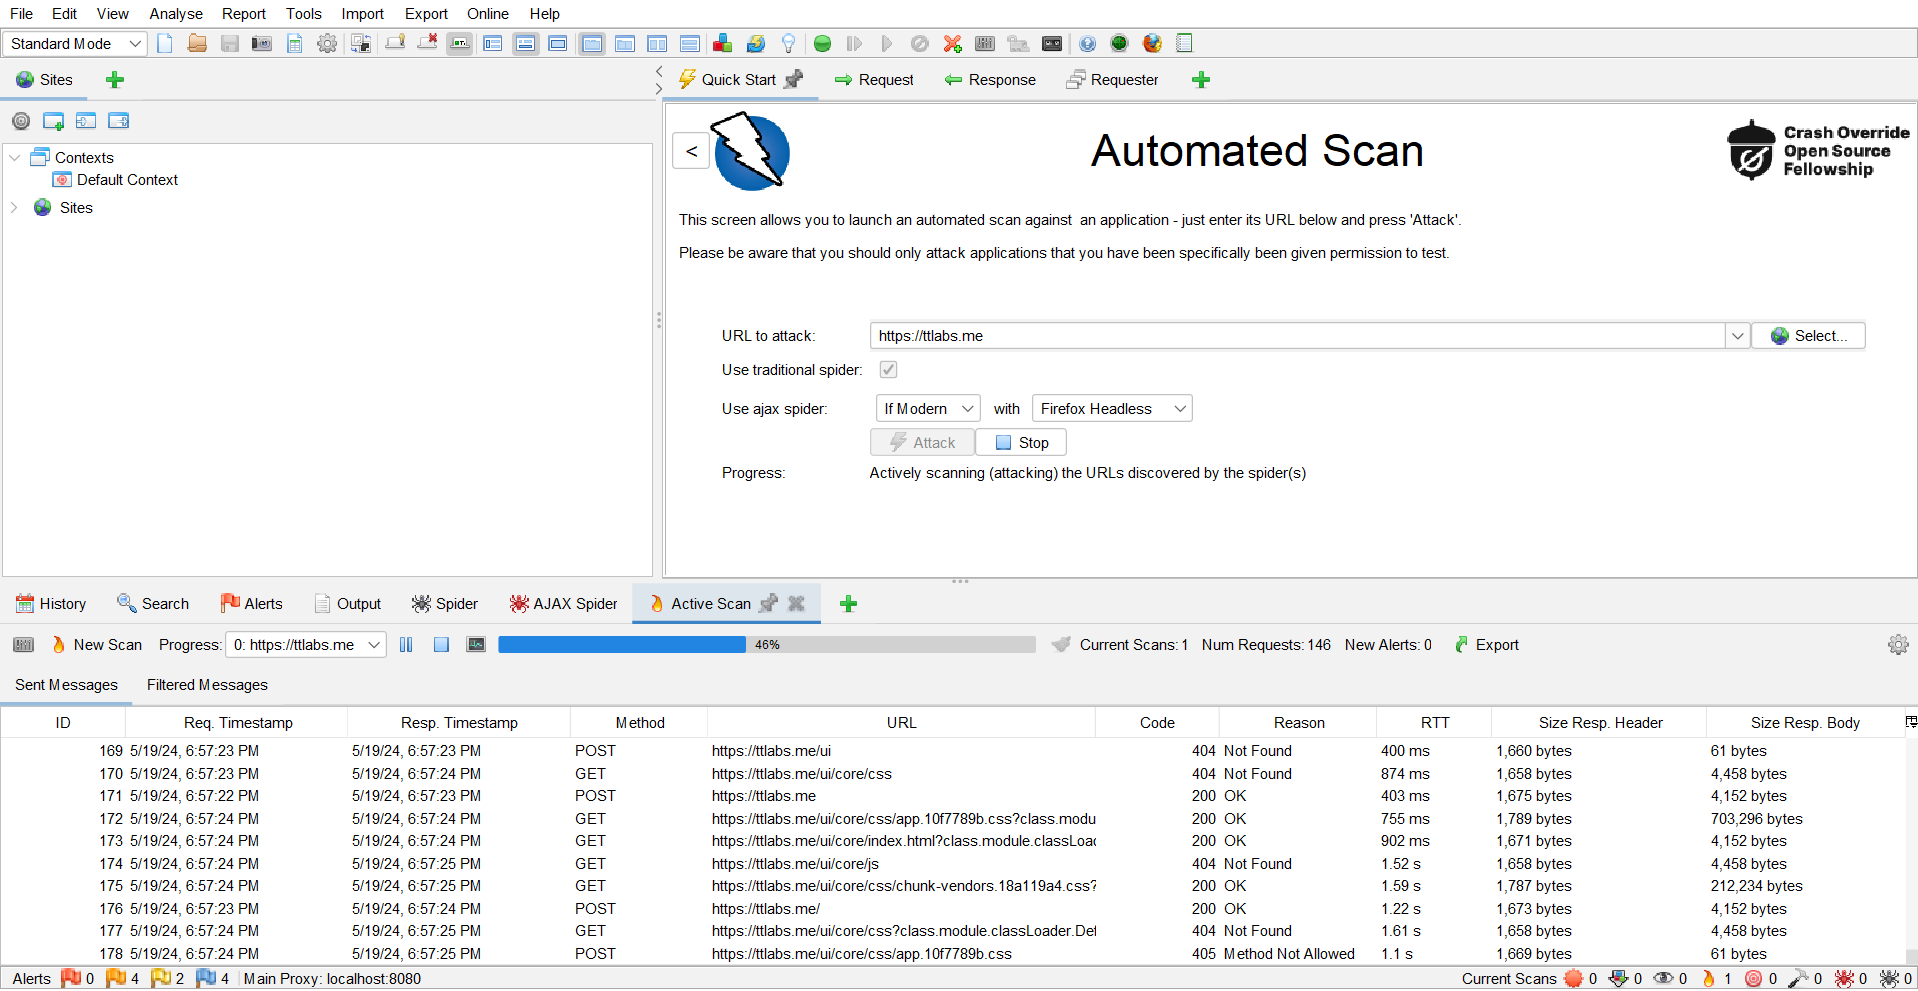 File Edit View Analyse Report Tools Import Export Online Help
Standard Mode
Sites
Quick Start Request Response Requester
<
Automated Scan
Crash Override
Open Source
Fellowship
Contexts
Default Context
Sites
This screen allows you to launch an automated scan against  an application - just enter its URL below and press 'Attack'.
Please be aware that you should only attack applications that you have been specifically been given permission to test.
URL to attack: https://ttlabs.me Select...
Use traditional spider:
Use ajax spider: If Modern with Firefox Headless
Attack Stop
Progress: Actively scanning (attacking) the URLs discovered by the spider(s)
History Search Alerts Output Spider AJAX Spider Active Scan
New Scan Progress: 0: https://ttlabs.me 46% Current Scans: 1 Num Requests: 146 New Alerts: 0 Export
Sent Messages Filtered Messages
ID Req. Timestamp Resp. Timestamp Method URL Code Reason RTT Size Resp. Header Size Resp. Body
169 5/19/24, 6:57:23 PM 5/19/24, 6:57:23 PM POST https://ttlabs.me/ui 404 Not Found 400 ms 1,660 bytes 61 bytes
170 5/19/24, 6:57:23 PM 5/19/24, 6:57:24 PM GET https://ttlabs.me/ui/core/css 404 Not Found 874 ms 1,658 bytes 4,458 bytes
171 5/19/24, 6:57:22 PM 5/19/24, 6:57:23 PM POST https://ttlabs.me 200 OK 403 ms 1,675 bytes 4,152 bytes
172 5/19/24, 6:57:24 PM 5/19/24, 6:57:24 PM GET https://ttlabs.me/ui/core/css/app.10f7789b.css?class.modu 200 OK 755 ms 1,789 bytes 703,296 bytes
173 5/19/24, 6:57:24 PM 5/19/24, 6:57:24 PM GET https://ttlabs.me/ui/core/index.html?class.module.classLoad 200 OK 902 ms 1,671 bytes 4,152 bytes
174 5/19/24, 6:57:24 PM 5/19/24, 6:57:25 PM GET https://ttlabs.me/ui/core/js 404 Not Found 1.52 s 1,658 bytes 4,458 bytes
175 5/19/24, 6:57:24 PM 5/19/24, 6:57:25 PM GET https://ttlabs.me/ui/core/css/chunk-vendors.18a119a4.css? 200 OK 1.59 s 1,787 bytes 212,234 bytes
176 5/19/24, 6:57:23 PM 5/19/24, 6:57:24 PM POST https://ttlabs.me/ 200 OK 1.22 s 1,673 bytes 4,152 bytes
177 5/19/24, 6:57:24 PM 5/19/24, 6:57:25 PM GET https://ttlabs.me/ui/core/css?class.module.classLoader.Def 404 Not Found 1.61 s 1,658 bytes 4,458 bytes
178 5/19/24, 6:57:24 PM 5/19/24, 6:57:25 PM POST https://ttlabs.me/ui/core/css/app.10f7789b.css 405 Method Not Allowed 1.1 s 1,669 bytes 61 bytes
Alerts 0 4 2 4 Main Proxy: localhost:8080 Current Scans 0 0 0 1 0 0 0 0